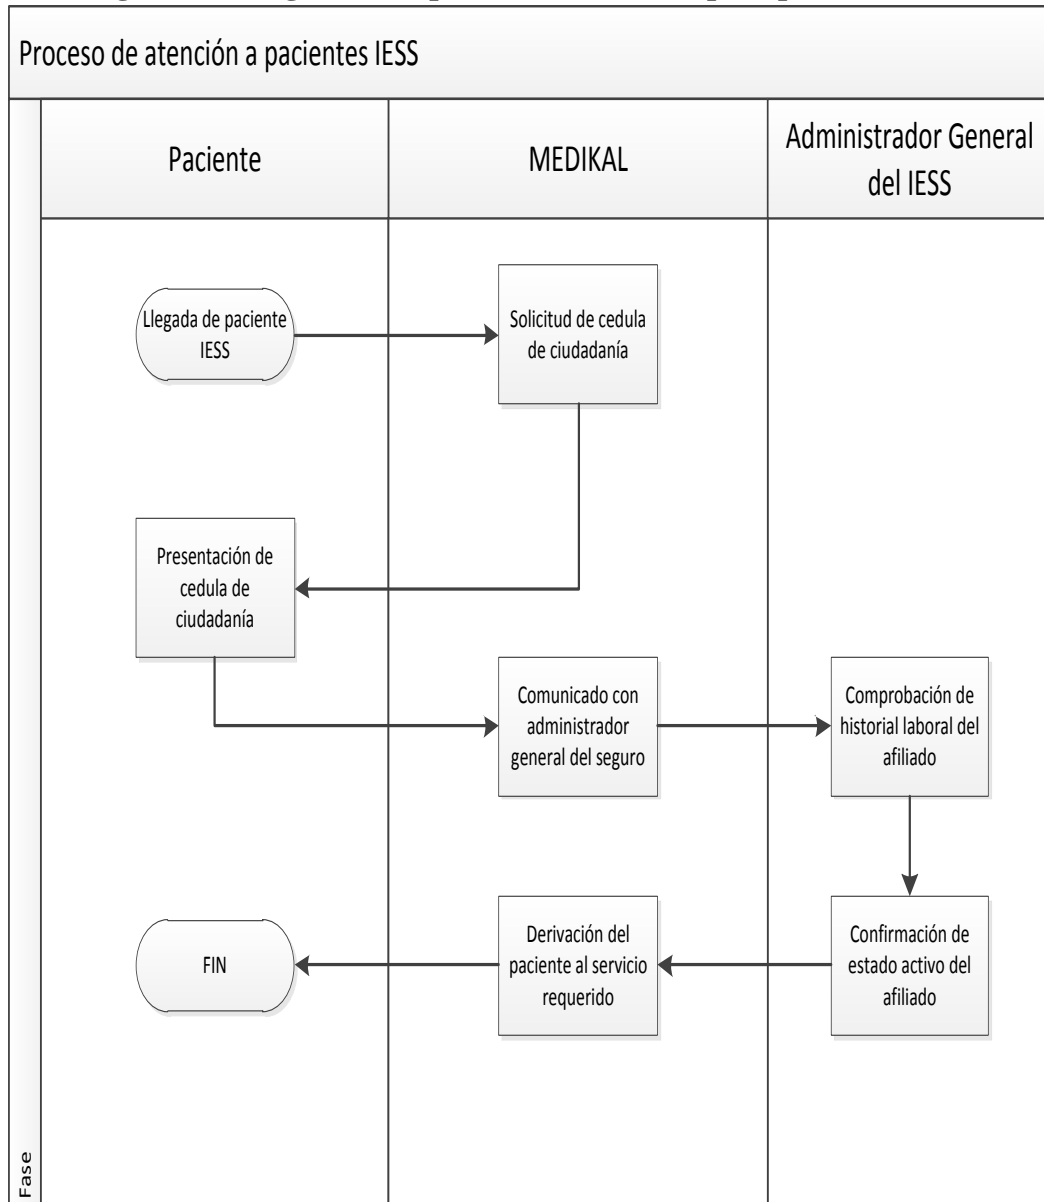 Proceso de atención a pacientes IESS
Paciente
MEDIKAL
Administrador General
del IESS
Llegada de paciente
IESS
Solicitud de cedula
de ciudadanía
Presentación de
cedula de
ciudadanía
Comunicado con
administrador
general del seguro
Comprobación de
historial laboral del
afiliado
FIN
Derivación del
paciente al servicio
requerido
Confirmación de
estado activo del
afiliado
Fase